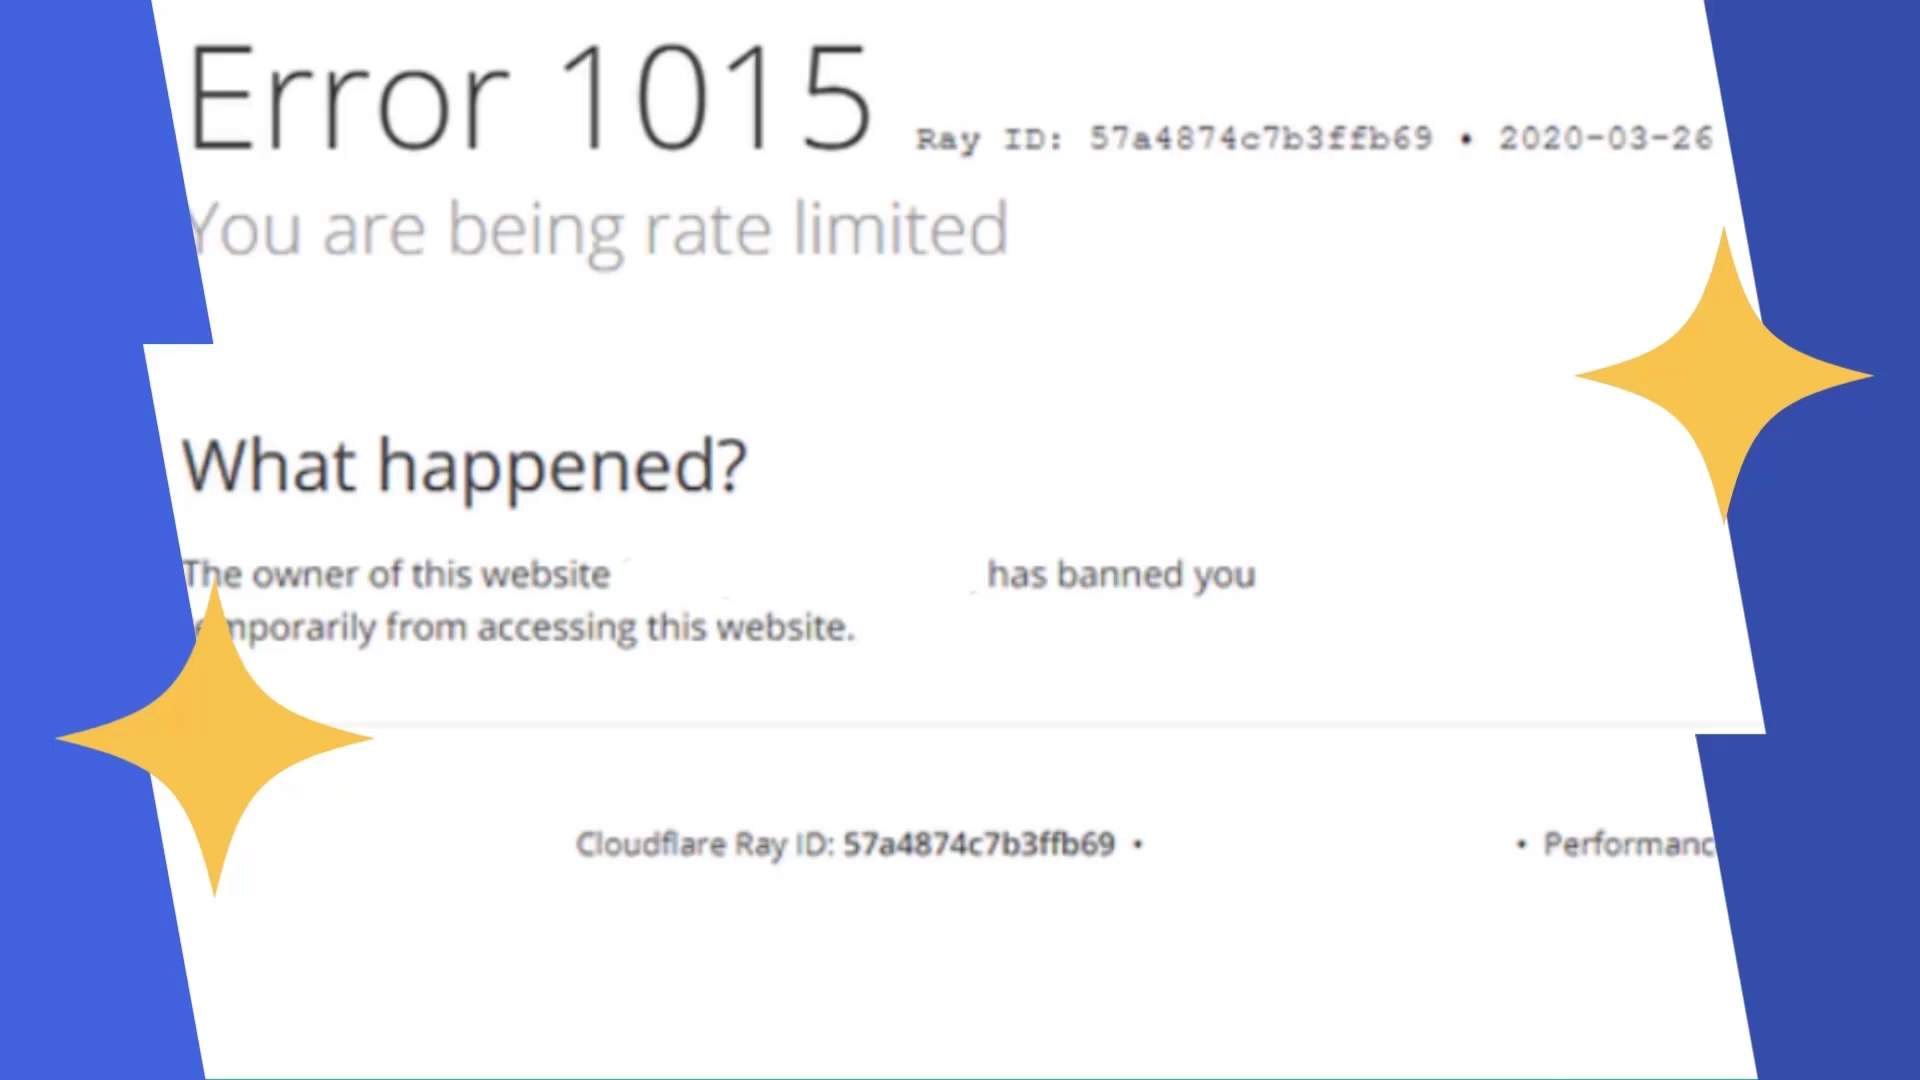 Error 1015 Ray ID: 57a4874c7b3ffb69 • 2020-03-26
You are being rate limited
What happened?
The owner of this website has banned you
emporarily from accessing this website.
Cloudflare Ray ID: 57a4874c7b3ffb69 • • Performanc